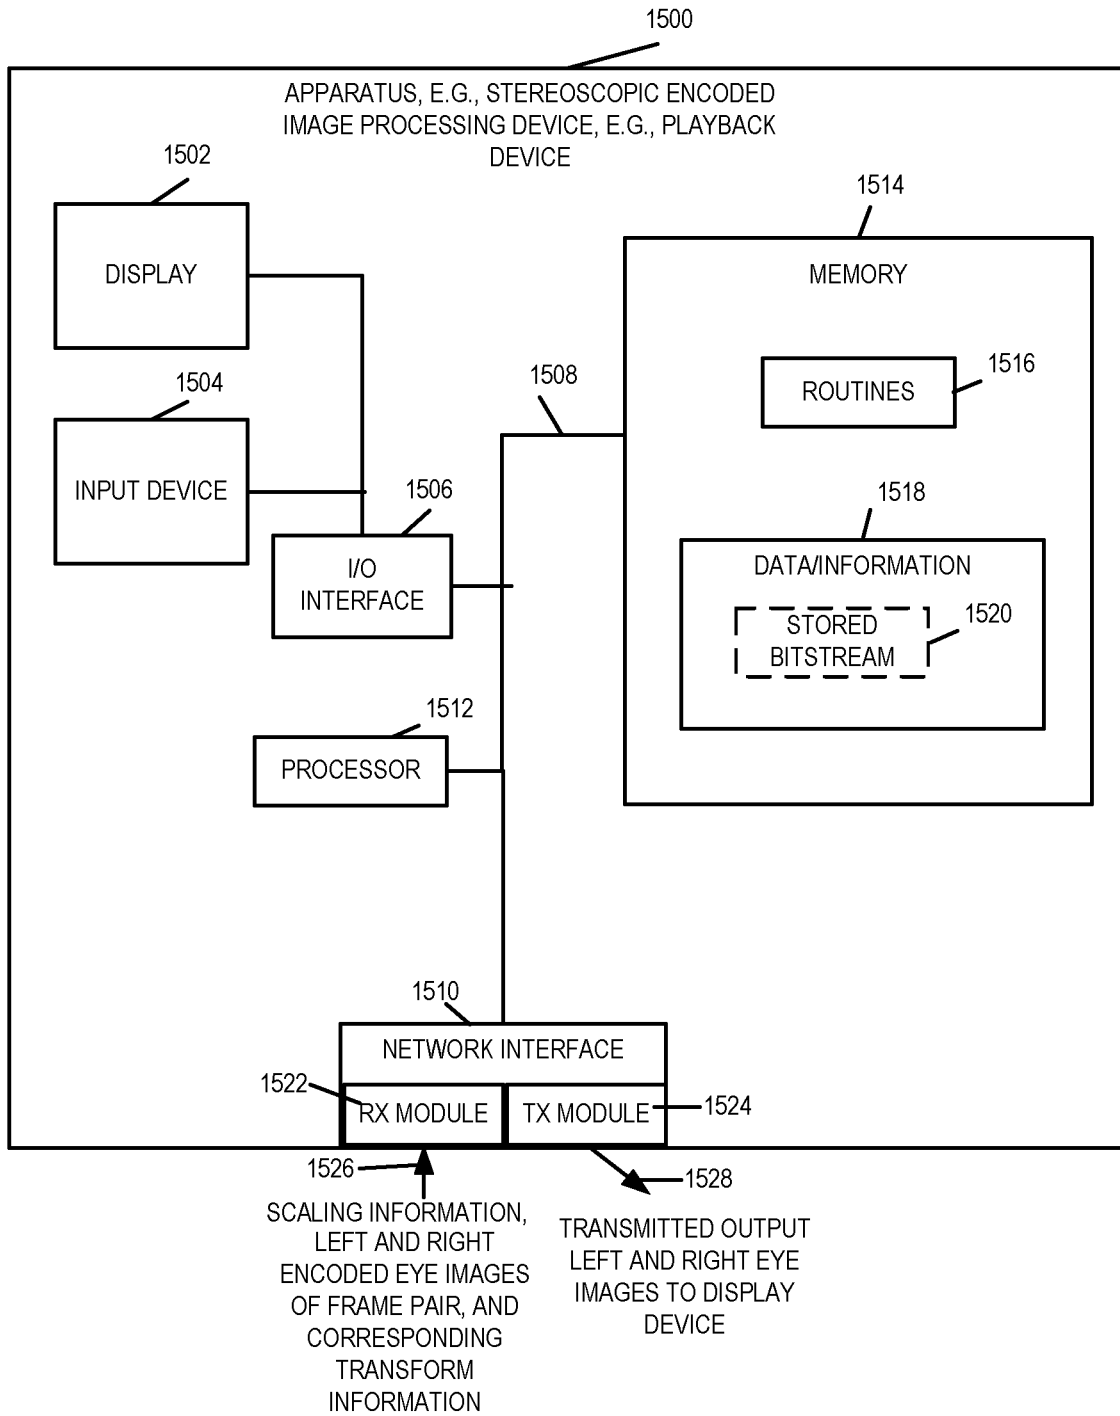 1500
APPARATUS, E.G., STEREOSCOPIC ENCODED
IMAGE PROCESSING DEVICE, E.G., PLAYBACK
DEVICE
1502
DISPLAY
1504
INPUT DEVICE
1506
I/O
INTERFACE
1508
1512
PROCESSOR
1514
MEMORY
1516
ROUTINES
1518
DATA/INFORMATION
1520
STORED
BITSTREAM
1510
NETWORK INTERFACE
1522
RX MODULE
TX MODULE
1524
1526
SCALING INFORMATION,
LEFT AND RIGHT
ENCODED EYE IMAGES
OF FRAME PAIR, AND
CORRESPONDING
TRANSFORM
INFORMATION
1528
TRANSMITTED OUTPUT
LEFT AND RIGHT EYE
IMAGES TO DISPLAY
DEVICE